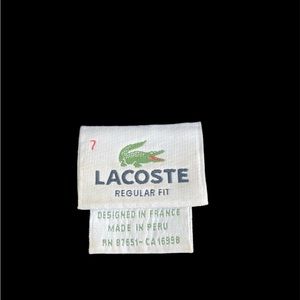 7
LACOSTE
REGULAR FIT
DESIGNED IN FRANCE
MADE IN PERU
RN 87651-CA16998